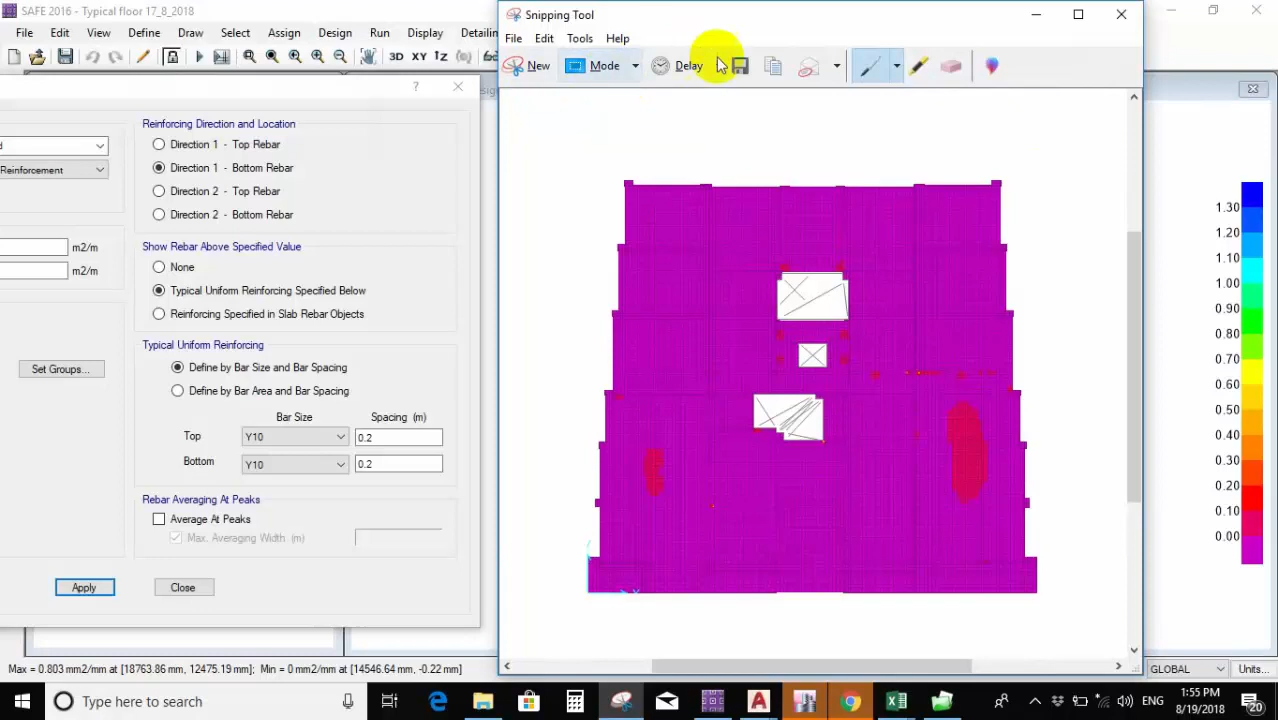 SAFE 2016 - Typical floor 17_8_2018
File Edit View Define Draw Select Assign Design Run Display Detailing
3D XY YZ
?
Reinforcing Direction and Location
Direction 1 - Top Rebar
Direction 1 - Bottom Rebar
Direction 2 - Top Rebar
Direction 2 - Bottom Rebar
Reinforcement
m2/m
m2/m
Show Rebar Above Specified Value
None
Typical Uniform Reinforcing Specified Below
Reinforcing Specified in Slab Rebar Objects
Typical Uniform Reinforcing
Set Groups...
Define by Bar Size and Bar Spacing
Define by Bar Area and Bar Spacing
Bar Size Spacing (m)
Top Y10 0.2
Bottom Y10 0.2
Rebar Averaging At Peaks
Average At Peaks
Max. Averaging Width (m)
Apply Close
Snipping Tool
File Edit Tools Help
New Mode Delay
1.30
1.20
1.10
1.00
0.90
0.80
0.70
0.60
0.50
0.40
0.30
0.20
0.10
0.00
Max = 0.803 mm2/mm at [18763.86 mm, 12475.19 mm]; Min = 0 mm2/mm at [14546.64 mm, -0.22 mm]
GLOBAL Units...
Type here to search
ENG
1:55 PM
8/19/2018
20